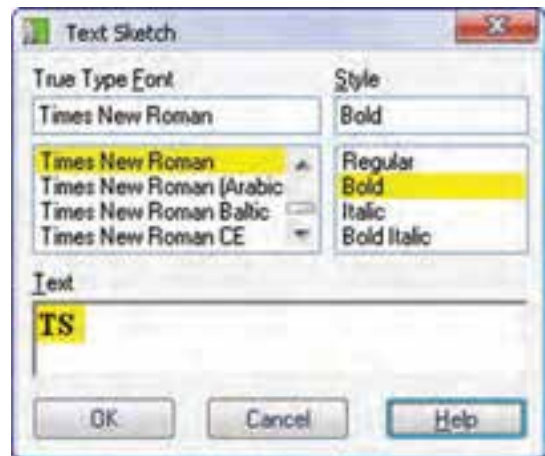 Text Sketch
True Type Font
Style
Times New Roman
Bold
Times New Roman
Times New Roman (Arabic
Times New Roman Baltic
Times New Roman CE
Regular
Bold
Italic
Bold Italic
Text
TS
OK
Cancel
Help